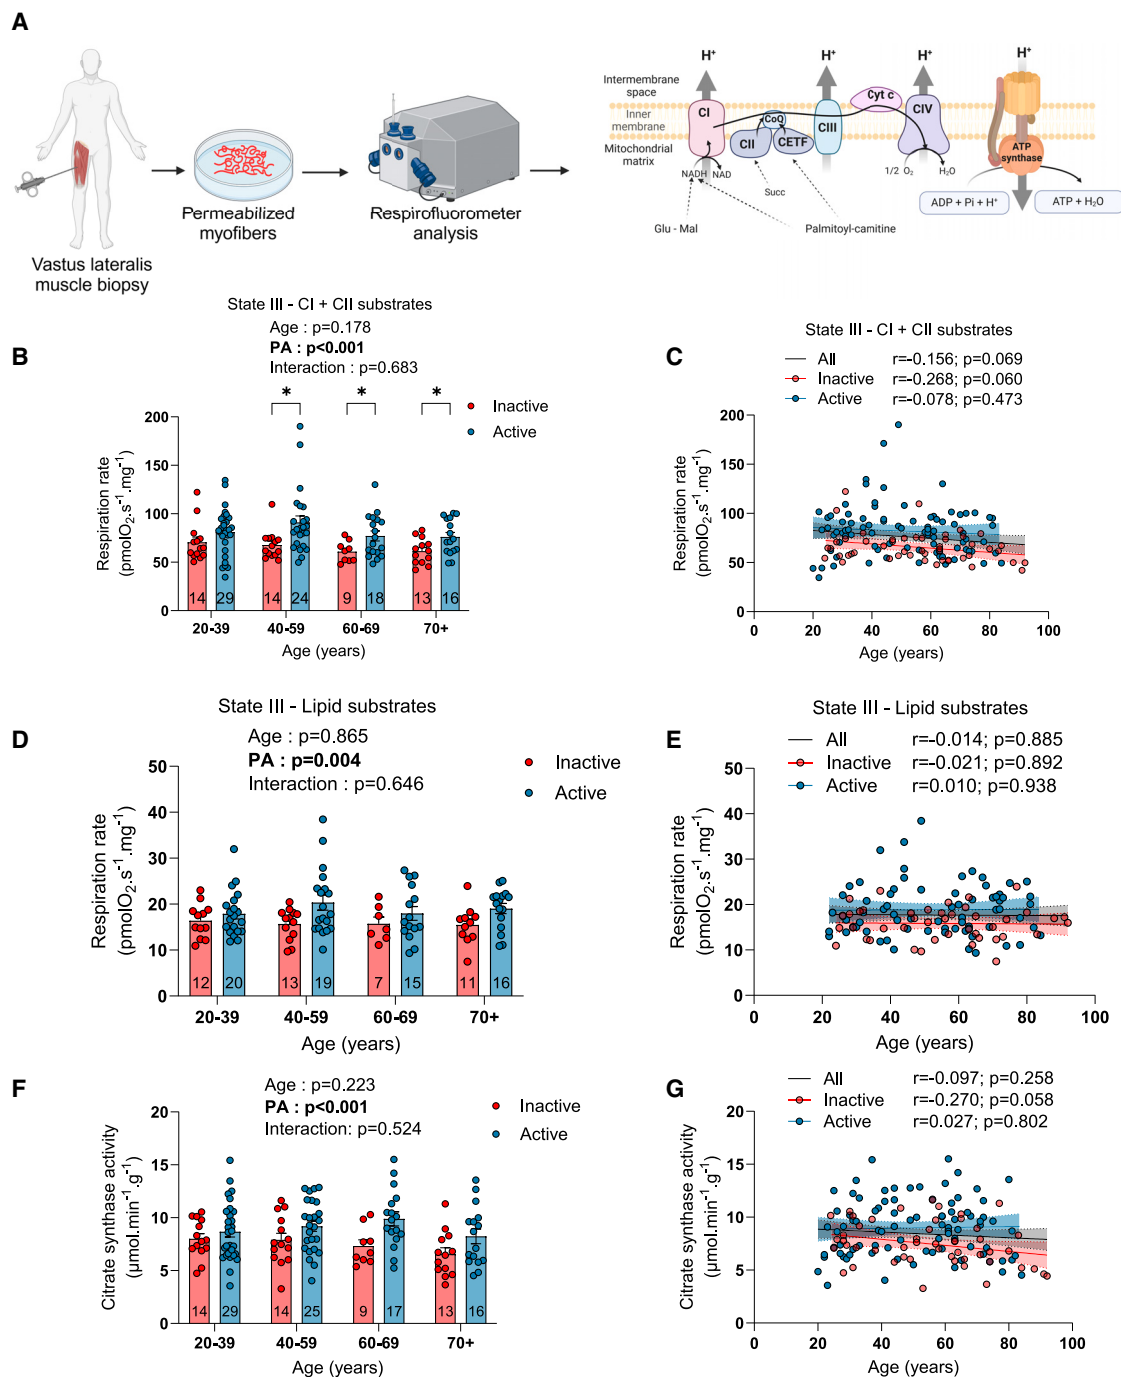 A
Vastus lateralis
muscle biopsy
Permeabilized
myofibers
Respirofluorometer
analysis
H⁺ H⁺ H⁺ H⁺
Intermembrane
space
Inner
membrane
Mitochondrial
matrix
CI
CII
CoQ
CETF
CIII
Cyt c
CIV
ATP
synthase
NADH NAD
Succ
1/2 O₂
H₂O
ADP + Pi + H⁺
ATP + H₂O
Glu - Mal
Palmitoyl-carnitine
B
State III - CI + CII substrates
Age : p=0.178
PA : p<0.001
Interaction : p=0.683
* * *
Inactive
Active
Respiration rate
(pmolO₂.s⁻¹.mg⁻¹)
200
150
100
50
0
14 29 14 24 9 18 13 16
20-39 40-59 60-69 70+
Age (years)
C
State III - CI + CII substrates
All r=-0.156; p=0.069
Inactive r=-0.268; p=0.060
Active r=-0.078; p=0.473
Respiration rate
(pmolO₂.s⁻¹.mg⁻¹)
200
150
100
50
0
0 20 40 60 80 100
Age (years)
D
State III - Lipid substrates
Age : p=0.865
PA : p=0.004
Interaction : p=0.646
Inactive
Active
Respiration rate
(pmolO₂.s⁻¹.mg⁻¹)
50
40
30
20
10
0
12 20 13 19 7 15 11 16
20-39 40-59 60-69 70+
Age (years)
E
State III - Lipid substrates
All r=-0.014; p=0.885
Inactive r=-0.021; p=0.892
Active r=0.010; p=0.938
Respiration rate
(pmolO₂.s⁻¹.mg⁻¹)
50
40
30
20
10
0
0 20 40 60 80 100
Age (years)
F
Age : p=0.223
PA : p<0.001
Interaction: p=0.524
Inactive
Active
Citrate synthase activity
(µmol.min⁻¹.g⁻¹)
20
15
10
5
0
14 29 14 25 9 17 13 16
20-39 40-59 60-69 70+
Age (years)
G
All r=-0.097; p=0.258
Inactive r=-0.270; p=0.058
Active r=0.027; p=0.802
Citrate synthase activity
(µmol.min⁻¹.g⁻¹)
20
15
10
5
0
0 20 40 60 80 100
Age (years)